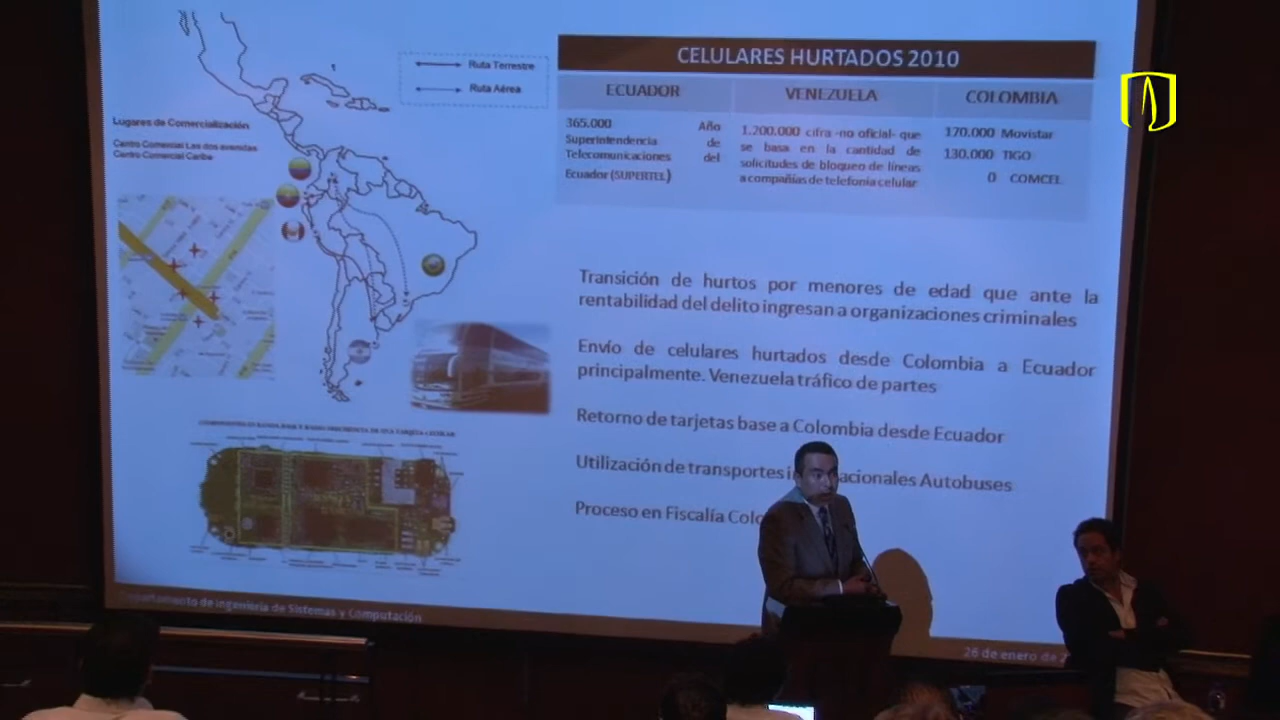 Ruta Terrestre
Ruta Aérea
Lugares de Comercialización
Centro Comercial Las dos avenidas
Centro Comercial Caribe
CELULARES HURTADOS 2010
ECUADOR
VENEZUELA
COLOMBIA
365.000 Año
Superintendencia de
Telecomunicaciones del
Ecuador (SUPERTEL)
1.200.000 cifra -no oficial- que
se basa en la cantidad de
solicitudes de bloqueo de líneas
a compañías de telefonía celular
170.000 Movistar
130.000 TIGO
0 COMCEL
Transición de hurtos por menores de edad que ante la
rentabilidad del delito ingresan a organizaciones criminales
Envío de celulares hurtados desde Colombia a Ecuador
principalmente. Venezuela tráfico de partes
Retorno de tarjetas base a Colombia desde Ecuador
Utilización de transportes acionales Autobuses
Proceso en Fiscalía
Departamento de Ingeniería de Sistemas y Computación
26 de enero de